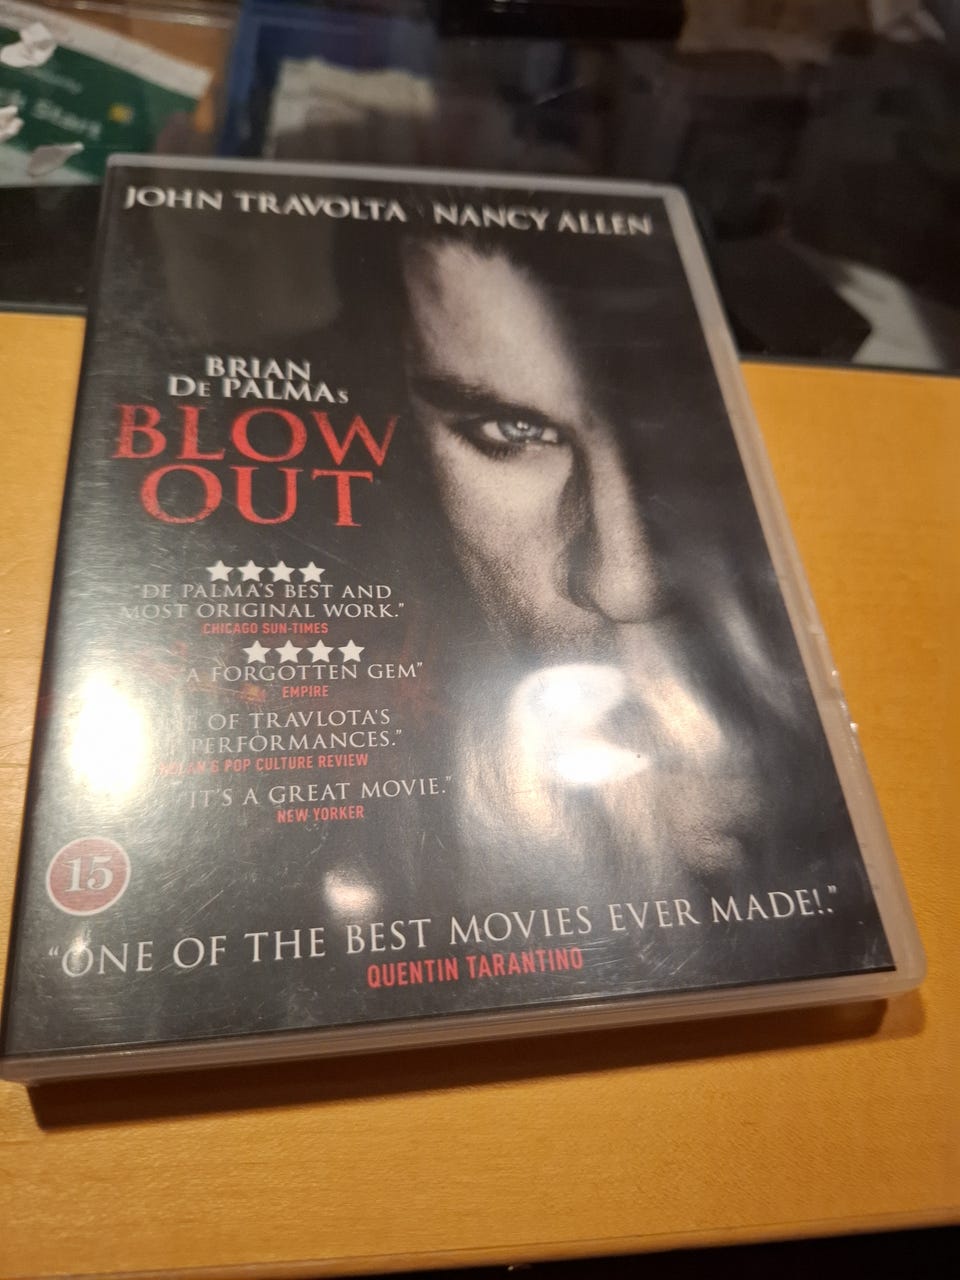 Start
JOHN TRAVOLTA NANCY ALLEN
BRIAN
DE PALMAS
BLOW
OUT
"DE PALMA'S BEST AND
MOST ORIGINAL WORK."
CHICAGO SUN-TIMES
"A FORGOTTEN GEM"
EMPIRE
OF TRAVLOTA'S
PERFORMANCES."
POP CULTURE REVIEW
"IT'S A GREAT MOVIE."
NEW YORKER
15
"ONE OF THE BEST MOVIES EVER MADE!."
QUENTIN TARANTINO